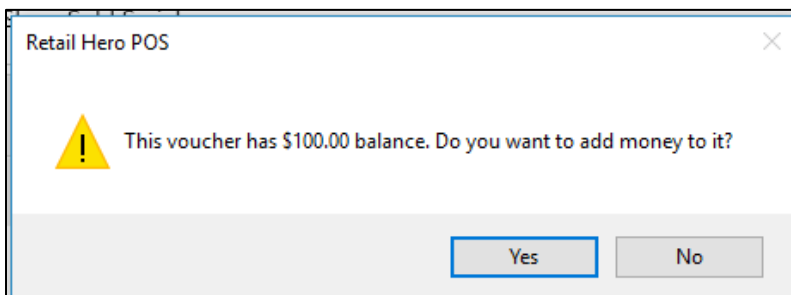 Retail Hero POS
This voucher has $100.00 balance. Do you want to add money to it?
Yes
No